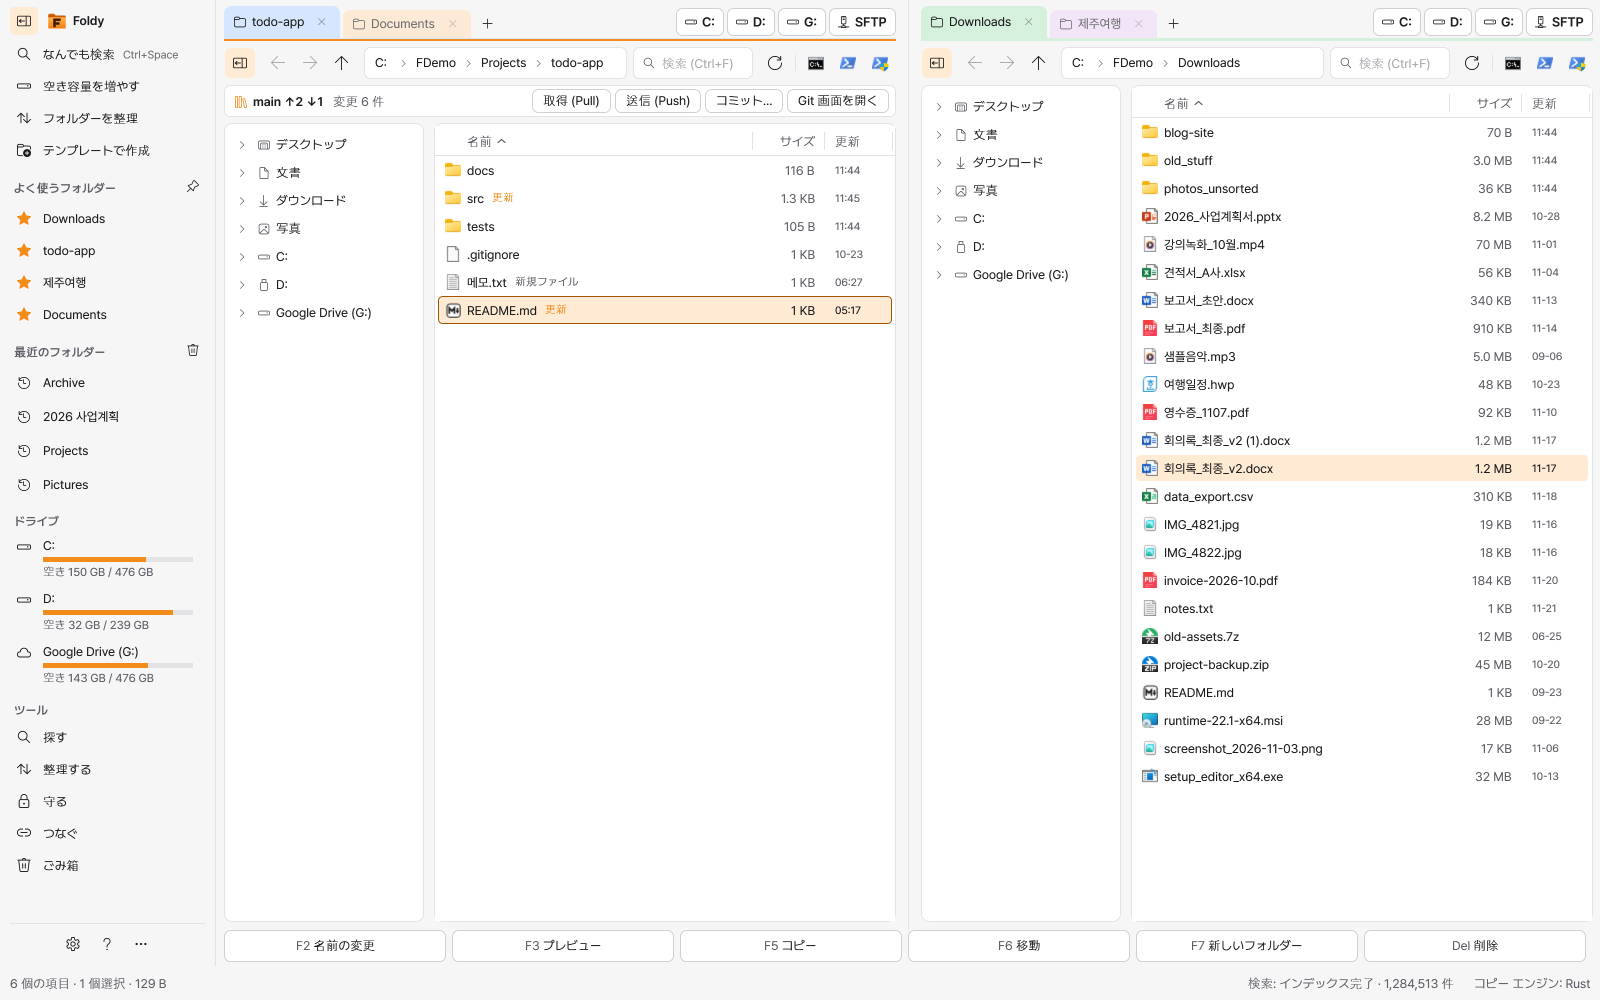 Foldy
なんでも検索 Ctrl+Space
空き容量を増やす
フォルダーを整理
テンプレートで作成
よく使うフォルダー
Downloads
todo-app
제주여행
Documents
最近のフォルダー
Archive
2026 사업계획
Projects
Pictures
ドライブ
C:
空き 150 GB / 476 GB
D:
空き 32 GB / 239 GB
Google Drive (G:)
空き 143 GB / 476 GB
ツール
探す
整理する
守る
つなぐ
ごみ箱
todo-app Documents C: D: G: SFTP
C: FDemo Projects todo-app 検索 (Ctrl+F)
main ↑2 ↓1 変更 6 件 取得 (Pull) 送信 (Push) コミット... Git 画面を開く
デスクトップ
文書
ダウンロード
写真
C:
D:
Google Drive (G:)
名前 サイズ 更新
docs 116 B 11:44
src 更新 1.3 KB 11:45
tests 105 B 11:44
.gitignore 1 KB 10-23
메모.txt 新規ファイル 1 KB 06:27
README.md 更新 1 KB 05:17
Downloads 제주여행 C: D: G: SFTP
C: FDemo Downloads 検索 (Ctrl+F)
デスクトップ
文書
ダウンロード
写真
C:
D:
Google Drive (G:)
名前 サイズ 更新
blog-site 70 B 11:44
old_stuff 3.0 MB 11:44
photos_unsorted 36 KB 11:44
2026_사업계획서.pptx 8.2 MB 10-28
강의녹화_10월.mp4 70 MB 11-01
견적서_A사.xlsx 56 KB 11-04
보고서_초안.docx 340 KB 11-13
보고서_최종.pdf 910 KB 11-14
샘플음악.mp3 5.0 MB 09-06
여행일정.hwp 48 KB 10-23
영수증_1107.pdf 92 KB 11-10
회의록_최종_v2 (1).docx 1.2 MB 11-17
회의록_최종_v2.docx 1.2 MB 11-17
data_export.csv 310 KB 11-18
IMG_4821.jpg 19 KB 11-16
IMG_4822.jpg 18 KB 11-16
invoice-2026-10.pdf 184 KB 11-20
notes.txt 1 KB 11-21
old-assets.7z 12 MB 06-25
project-backup.zip 45 MB 10-20
README.md 1 KB 09-23
runtime-22.1-x64.msi 28 MB 09-22
screenshot_2026-11-03.png 17 KB 11-06
setup_editor_x64.exe 32 MB 10-13
F2 名前の変更 F3 プレビュー F5 コピー F6 移動 F7 新しいフォルダー Del 削除
6 個の項目 · 1 個選択 · 129 B 検索: インデックス完了 · 1,284,513 件 コピー エンジン: Rust